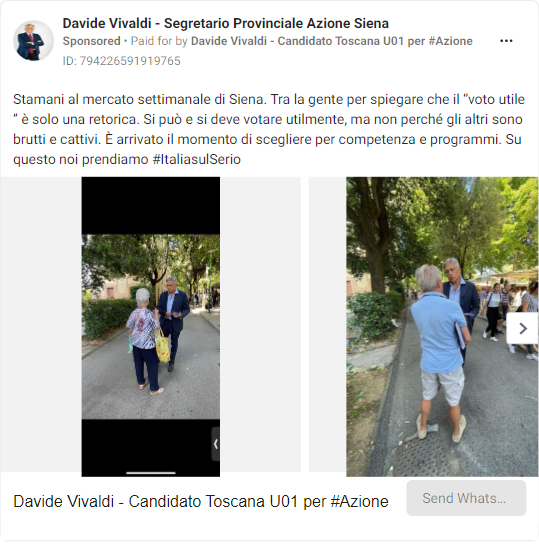 Davide Vivaldi - Segretario Provinciale Azione Siena
Sponsored • Paid for by Davide Vivaldi - Candidato Toscana U01 per #Azione
ID: 794226591919765
Stamani al mercato settimanale di Siena. Tra la gente per spiegare che il “voto utile
“ è solo una retorica. Si può e si deve votare utilmente, ma non perché gli altri sono
brutti e cattivi. È arrivato il momento di scegliere per competenza e programmi. Su
questo noi prendiamo #ItaliasulSerio
Davide Vivaldi - Candidato Toscana U01 per #Azione
Send Whats...